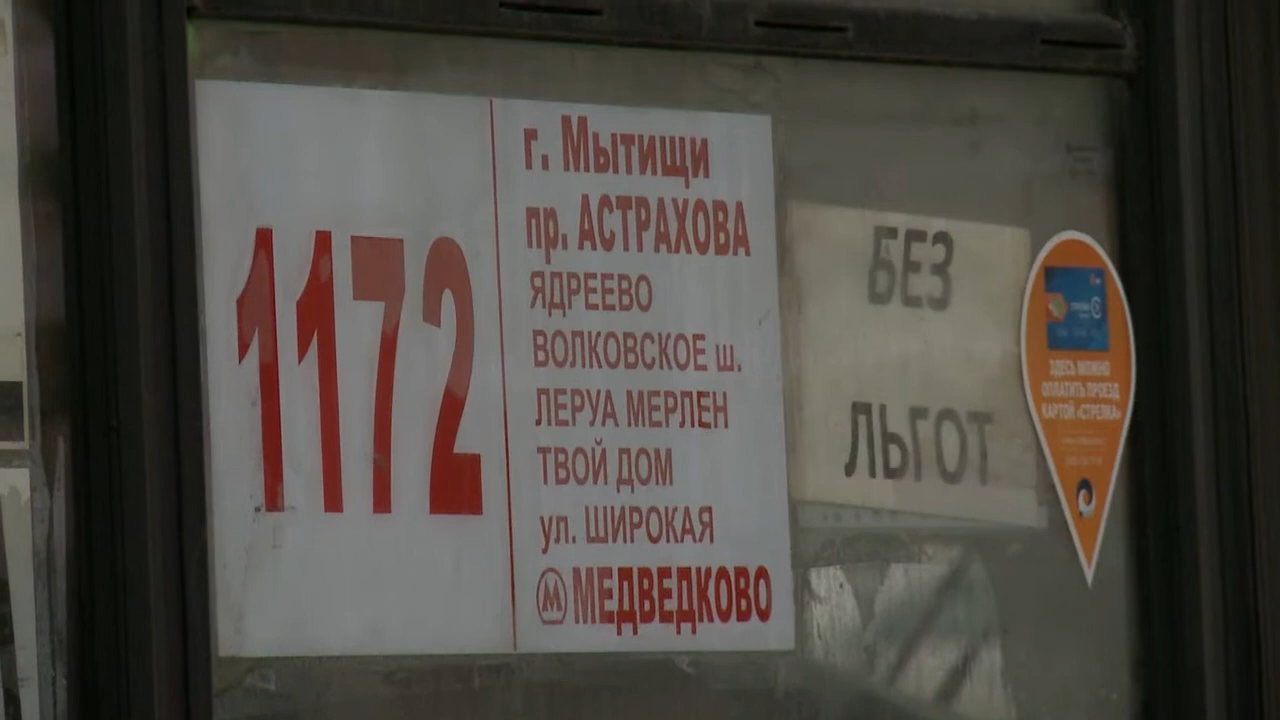 1172
г. Мытищи
пр. АСТРАХОВА
ЯДРЕЕВО
ВОЛКОВСКОЕ ш.
ЛЕРУА МЕРЛЕН
ТВОЙ ДОМ
ул. ШИРОКАЯ
М МЕДВЕДКОВО
БЕЗ
ЛЬГОТ
ЗДЕСЬ МОЖНО
ОПЛАТИТЬ ПРОЕЗД
КАРТОЙ «СТРЕЛКА»